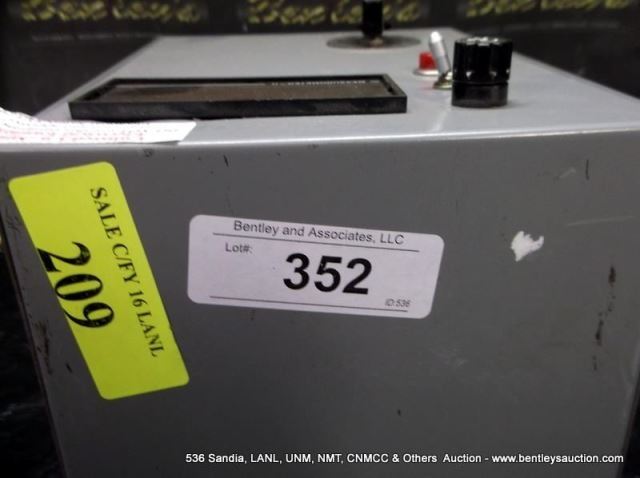 SALE C/FY 16 LANL
209
Bentley and Associates, LLC
Lot#:
352
ID:536
536 Sandia, LANL, UNM, NMT, CNMCC & Others Auction - www.bentleysauction.com